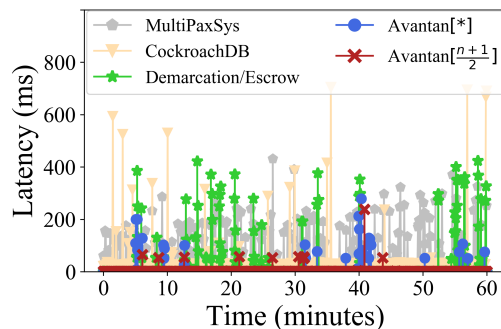 MultiPaxSys
CockroachDB
Demarcation/Escrow
Avantan[*]
Avantan[$\frac{n+1}{2}$]
Latency (ms)
800
600
400
200
0
0 10 20 30 40 50 60
Time (minutes)